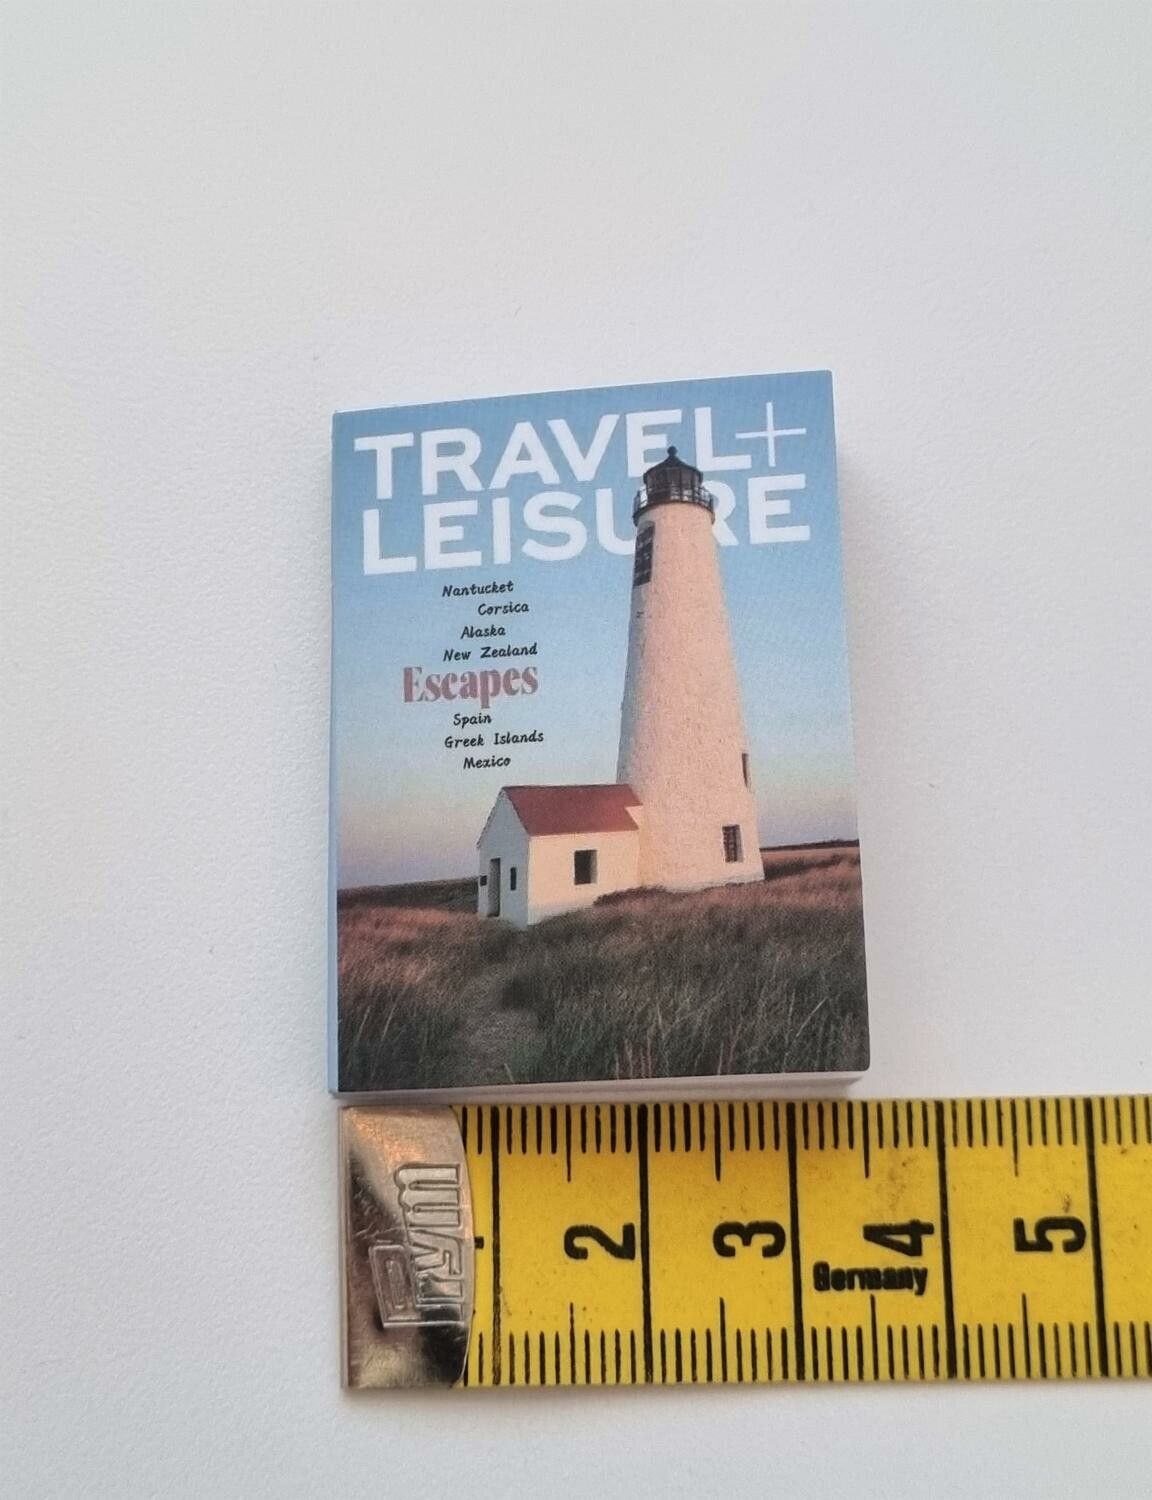 TRAVEL+
LEISURE
Nantucket
Corsica
Alaska
New Zealand
Escapes
Spain
Greek Islands
Mexico
Prym
2 3 4 5
Germany